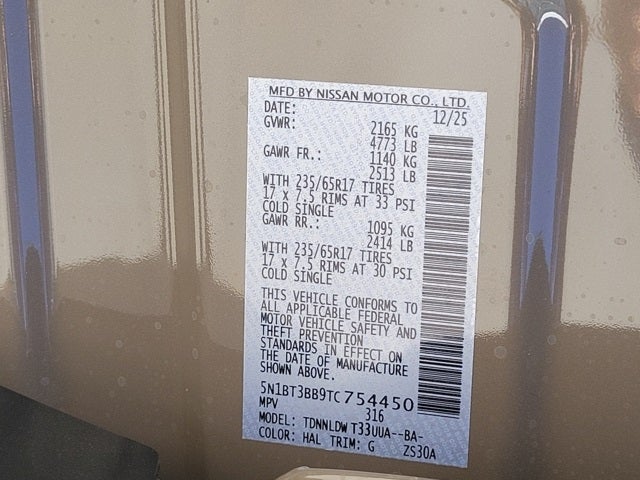 MFD BY NISSAN MOTOR CO., LTD.
DATE: 12/25
GVWR: 2165 KG
4773 LB
GAWR FR.: 1140 KG
2513 LB
WITH 235/65R17 TIRES
17 X 7.5 RIMS AT 33 PSI
COLD SINGLE
GAWR RR.: 1095 KG
2414 LB
WITH 235/65R17 TIRES
17 X 7.5 RIMS AT 30 PSI
COLD SINGLE
THIS VEHICLE CONFORMS TO
ALL APPLICABLE FEDERAL
MOTOR VEHICLE SAFETY AND
THEFT PREVENTION
STANDARDS IN EFFECT ON
THE DATE OF MANUFACTURE
SHOWN ABOVE.
5N1BT3BB9TC754450
MPV 316
MODEL: TDNNLDWT33UUA--BA-
COLOR: HAL TRIM: G ZS30A